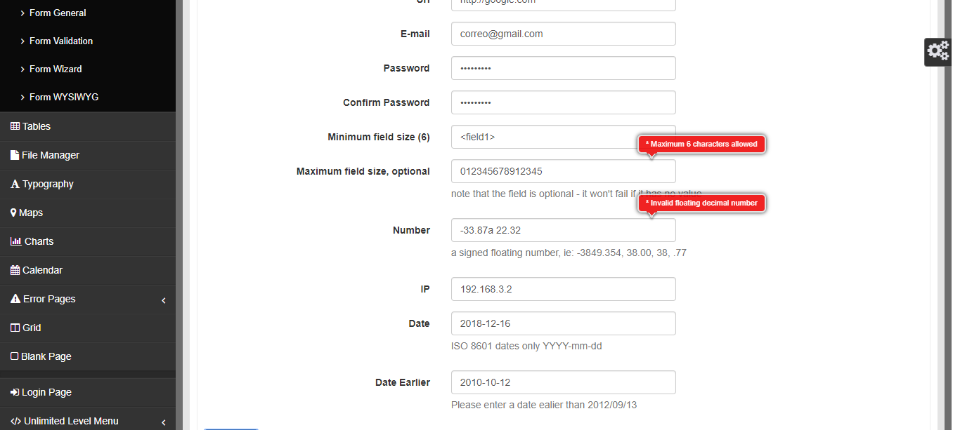 Form General
Form Validation
Form Wizard
Form WYSIWYG
Tables
File Manager
Typography
Maps
Charts
Calendar
Error Pages
Grid
Blank Page
Login Page
Unlimited Level Menu
Url http://google.com
E-mail correo@gmail.com
Password •••••••••
Confirm Password •••••••••
Minimum field size (6) <field1>
* Maximum 6 characters allowed
Maximum field size, optional 012345678912345
note that the field is optional - it won't fail if it has no value
* Invalid floating decimal number
Number -33.87a 22.32
a signed floating number, ie: -3849.354, 38.00, 38, .77
IP 192.168.3.2
Date 2018-12-16
ISO 8601 dates only YYYY-mm-dd
Date Earlier 2010-10-12
Please enter a date ealier than 2012/09/13